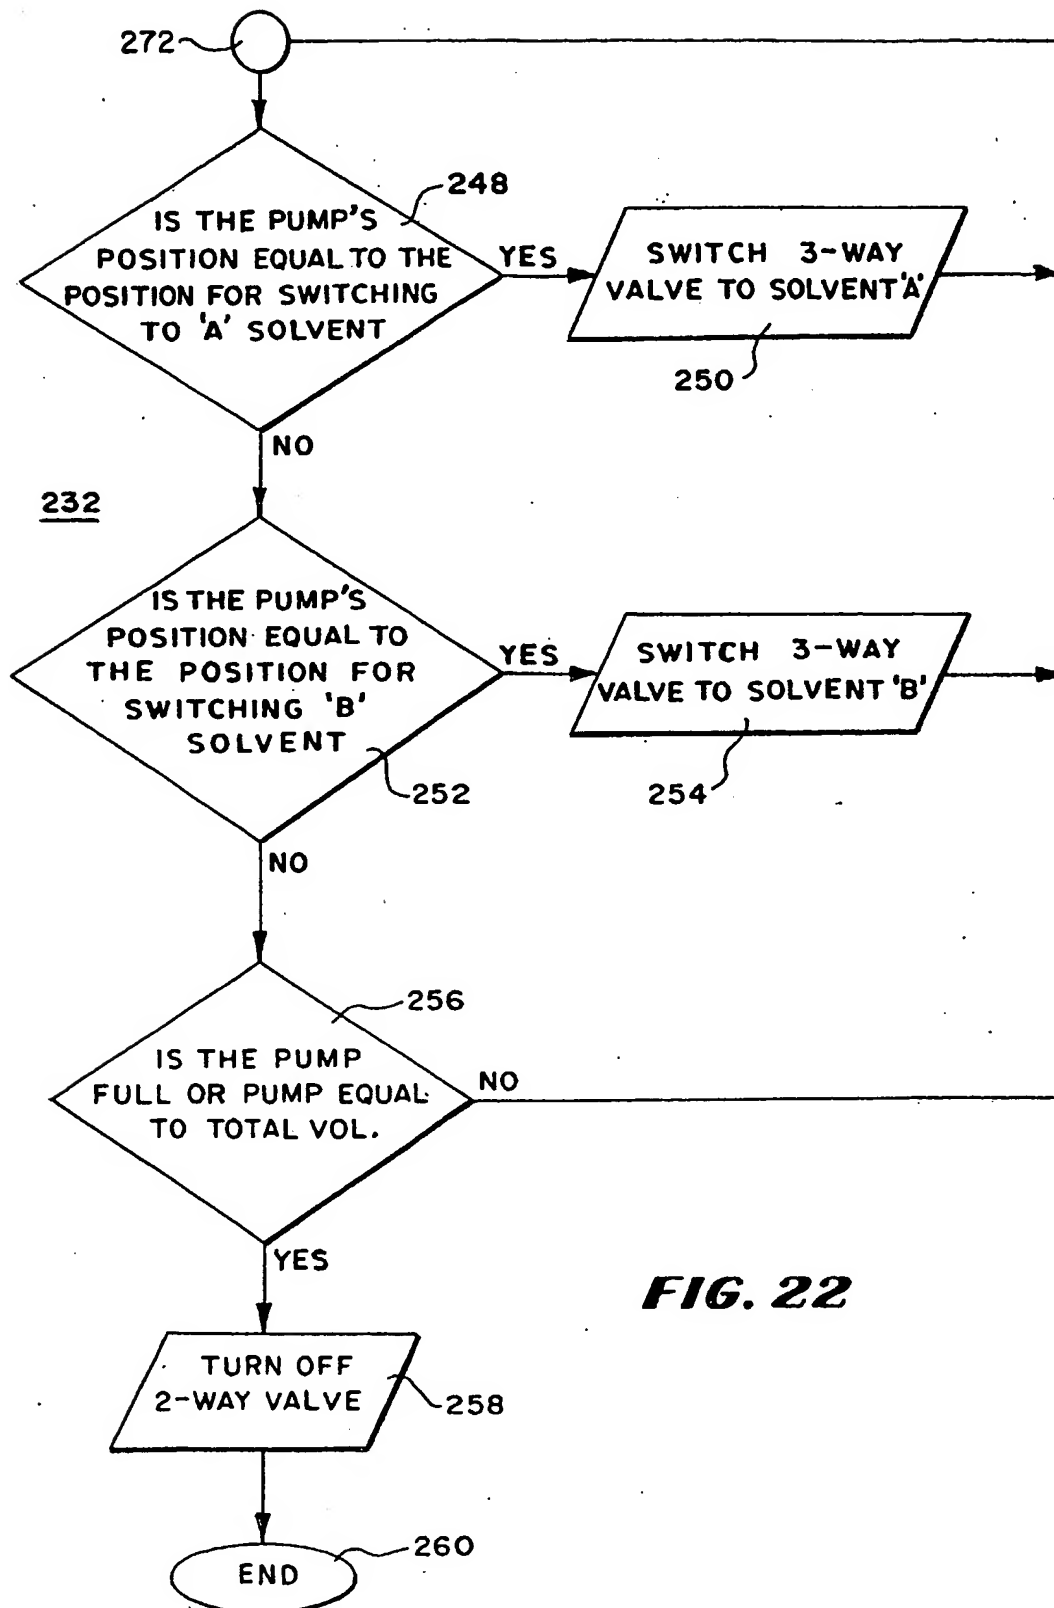 272
248
IS THE PUMP'S
POSITION EQUAL TO THE
POSITION FOR SWITCHING
TO 'A' SOLVENT
YES
SWITCH 3-WAY
VALVE TO SOLVENT 'A'
250
NO
232
IS THE PUMP'S
POSITION EQUAL TO
THE POSITION FOR
SWITCHING 'B'
SOLVENT
YES
SWITCH 3-WAY
VALVE TO SOLVENT 'B'
252
254
NO
256
IS THE PUMP
FULL OR PUMP EQUAL
TO TOTAL VOL.
NO
YES
FIG. 22
TURN OFF
2-WAY VALVE
258
260
END